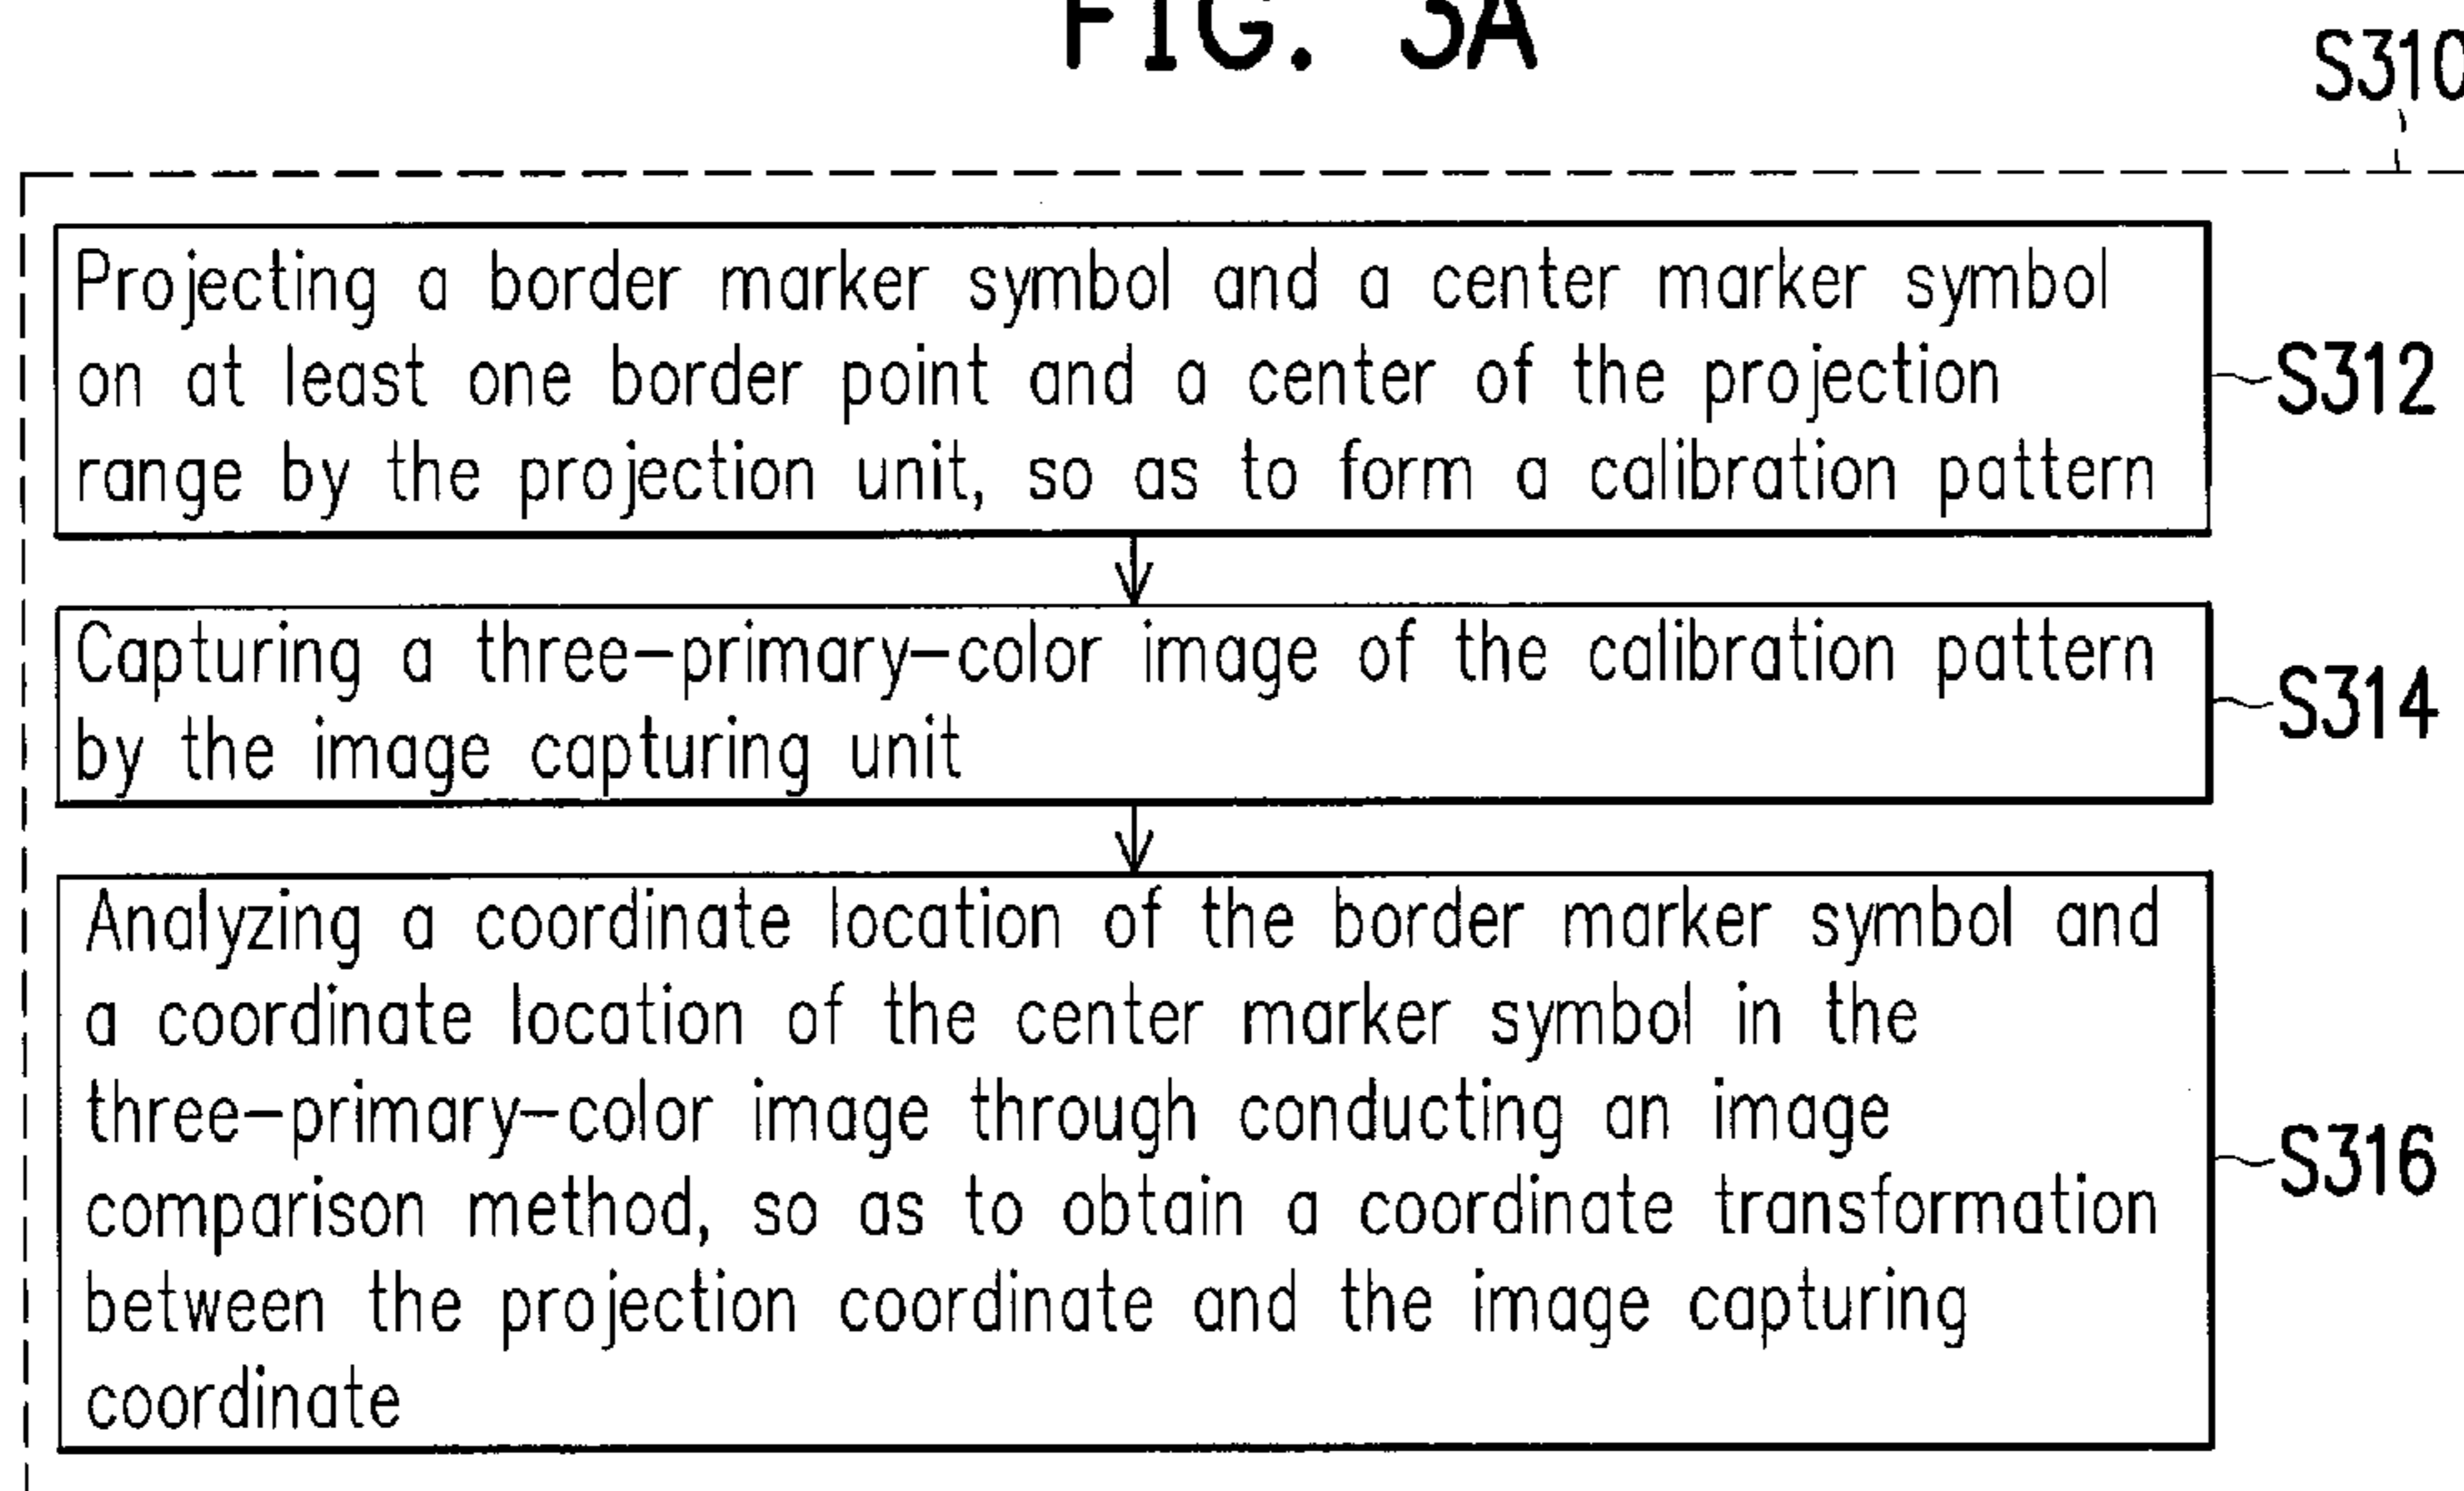 FIG. 3A
S310
Projecting a border marker symbol and a center marker symbol
on at least one border point and a center of the projection
range by the projection unit, so as to form a calibration pattern
S312
Capturing a three-primary-color image of the calibration pattern
by the image capturing unit
S314
Analyzing a coordinate location of the border marker symbol and
a coordinate location of the center marker symbol in the
three-primary-color image through conducting an image
comparison method, so as to obtain a coordinate transformation
between the projection coordinate and the image capturing
coordinate
S316